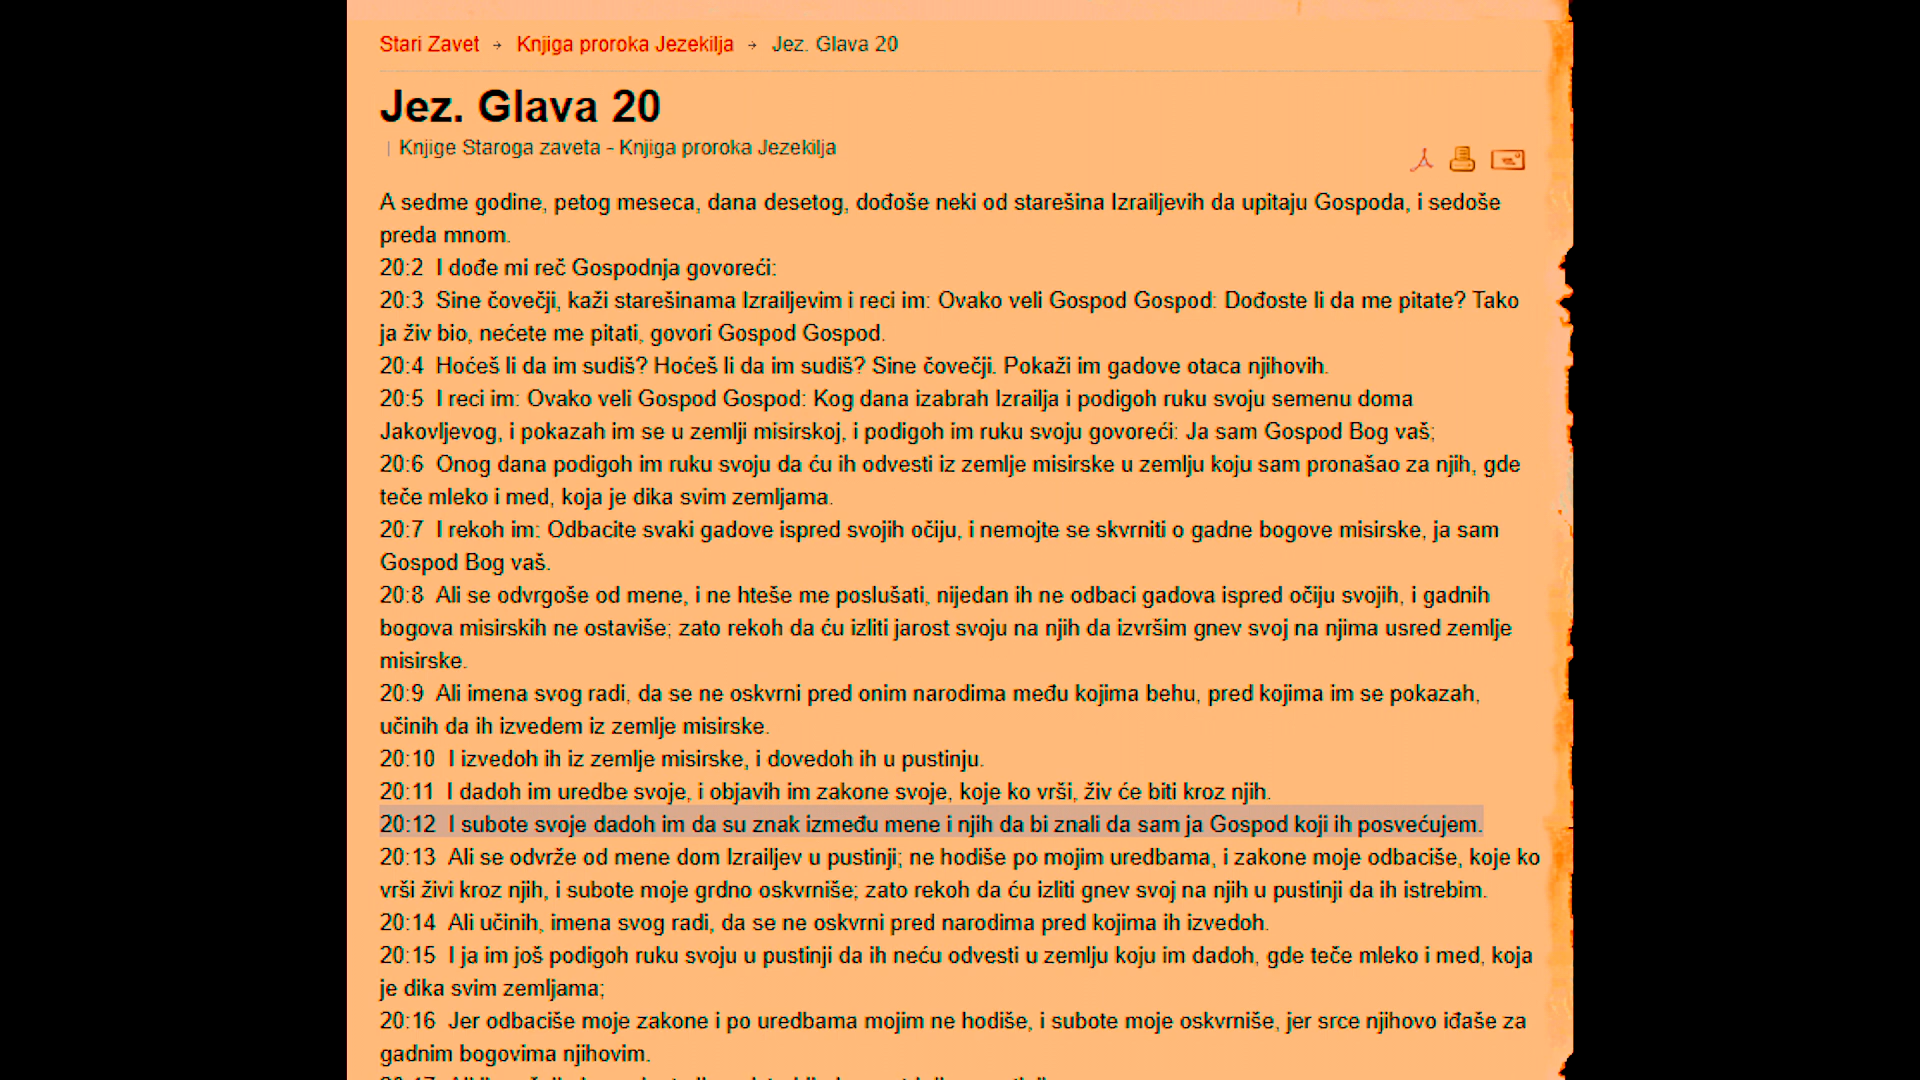 Stari Zavet → Knjiga proroka Jezekilja → Jez. Glava 20
Jez. Glava 20
| Knjige Staroga zaveta - Knjiga proroka Jezekilja
A sedme godine, petog meseca, dana desetog, dođoše neki od starešina Izrailjevih da upitaju Gospoda, i sedoše
preda mnom.
20:2 I dođe mi reč Gospodnja govoreći:
20:3 Sine čovečji, kaži starešinama Izrailjevim i reci im: Ovako veli Gospod Gospod: Dođoste li da me pitate? Tako
ja živ bio, nećete me pitati, govori Gospod Gospod.
20:4 Hoćeš li da im sudiš? Hoćeš li da im sudiš? Sine čovečji. Pokaži im gadove otaca njihovih.
20:5 I reci im: Ovako veli Gospod Gospod: Kog dana izabrah Izrailja i podigoh ruku svoju semenu doma
Jakovljevog, i pokazah im se u zemlji misirskoj, i podigoh im ruku svoju govoreći: Ja sam Gospod Bog vaš;
20:6 Onog dana podigoh im ruku svoju da ću ih odvesti iz zemlje misirske u zemlju koju sam pronašao za njih, gde
teče mleko i med, koja je dika svim zemljama.
20:7 I rekoh im: Odbacite svaki gadove ispred svojih očiju, i nemojte se skvrniti o gadne bogove misirske, ja sam
Gospod Bog vaš.
20:8 Ali se odvrgoše od mene, i ne hteše me poslušati, nijedan ih ne odbaci gadova ispred očiju svojih, i gadnih
bogova misirskih ne ostaviše; zato rekoh da ću izliti jarost svoju na njih da izvršim gnev svoj na njima usred zemlje
misirske.
20:9 Ali imena svog radi, da se ne oskvrni pred onim narodima među kojima behu, pred kojima im se pokazah,
učinih da ih izvedem iz zemlje misirske.
20:10 I izvedoh ih iz zemlje misirske, i dovedoh ih u pustinju.
20:11 I dadoh im uredbe svoje, i objavih im zakone svoje, koje ko vrši, živ će biti kroz njih.
20:12 I subote svoje dadoh im da su znak između mene i njih da bi znali da sam ja Gospod koji ih posvećujem.
20:13 Ali se odvrže od mene dom Izrailjev u pustinji; ne hodiše po mojim uredbama, i zakone moje odbaciše, koje ko
vrši živi kroz njih, i subote moje grdno oskvrniše; zato rekoh da ću izliti gnev svoj na njih u pustinji da ih istrebim.
20:14 Ali učinih, imena svog radi, da se ne oskvrni pred narodima pred kojima ih izvedoh.
20:15 I ja im još podigoh ruku svoju u pustinji da ih neću odvesti u zemlju koju im dadoh, gde teče mleko i med, koja
je dika svim zemljama;
20:16 Jer odbaciše moje zakone i po uredbama mojim ne hodiše, i subote moje oskvrniše, jer srce njihovo iđaše za
gadnim bogovima njihovim.